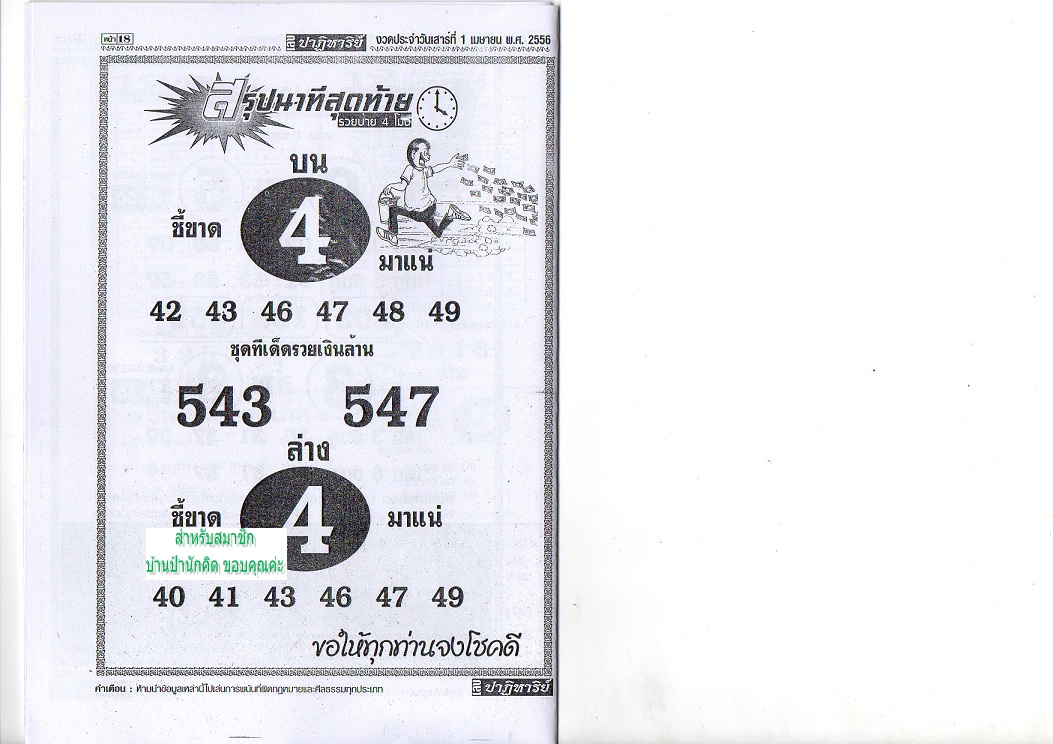 หน้า 18 เล่ม ปาฏิหาริย์ งวดประจำวันเสาร์ที่ 1 เมษายน พ.ศ. 2556
สรุปนาทีสุดท้าย
รวยบ่าย 4 โมง
บน
ชี้ขาด 4 มาแน่
42 43 46 47 48 49
ชุดทีเด็ดรวยเงินล้าน
543 547
ล่าง
ชี้ขาด 4 มาแน่
สำหรับสมาชิก
บ้านป้านักคิด ขอบคุณค่ะ
40 41 43 46 47 49
ขอให้ทุกท่านจงโชคดี
คำเตือน : ห้ามนำข้อมูลเหล่านี้ไปเล่นการพนันที่ผิดกฎหมายและศีลธรรมทุกประเภท เล่ม ปาฏิหาริย์